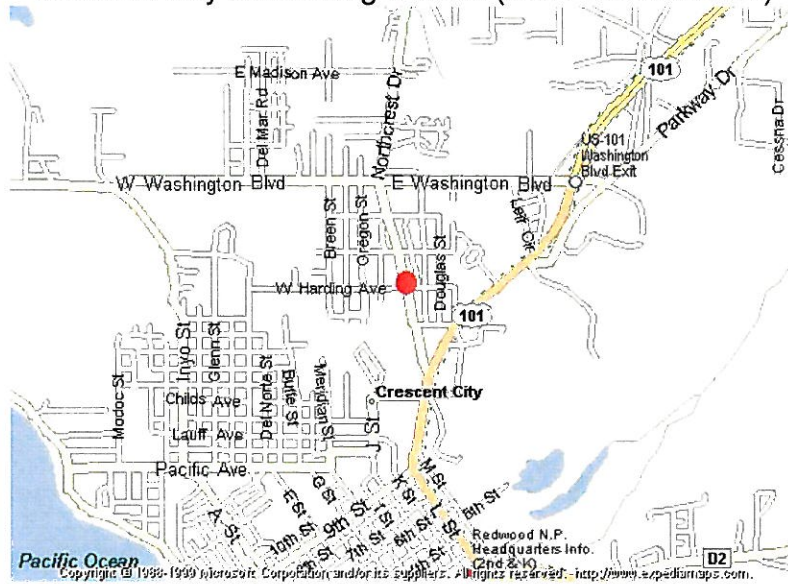 E Madison Ave
101
Del Mar Rd
Northcrest Dr
Parkway Dr
Cessna Dr
US-101
Washington
Blvd Exit
W Washington Blvd
E Washington Blvd
Breen St
Oregon St
Leif Cir
Douglas St
W Harding Ave
101
Inyo St
Glenn St
Modoc St
Del Norte St
Butte St
Meridian St
Crescent City
Childs Ave
J St
Lauff Ave
Pacific Ave
A St
E St
G St
I St
K St
M St
L St
10th St
9th St
8th St
7th St
6th St
Redwood N.P.
Headquarters Info.
(2nd & K)
D2
Pacific Ocean
Copyright © 1988-1999 Microsoft Corporation and/or its suppliers. All rights reserved. http://www.expediamaps.com.